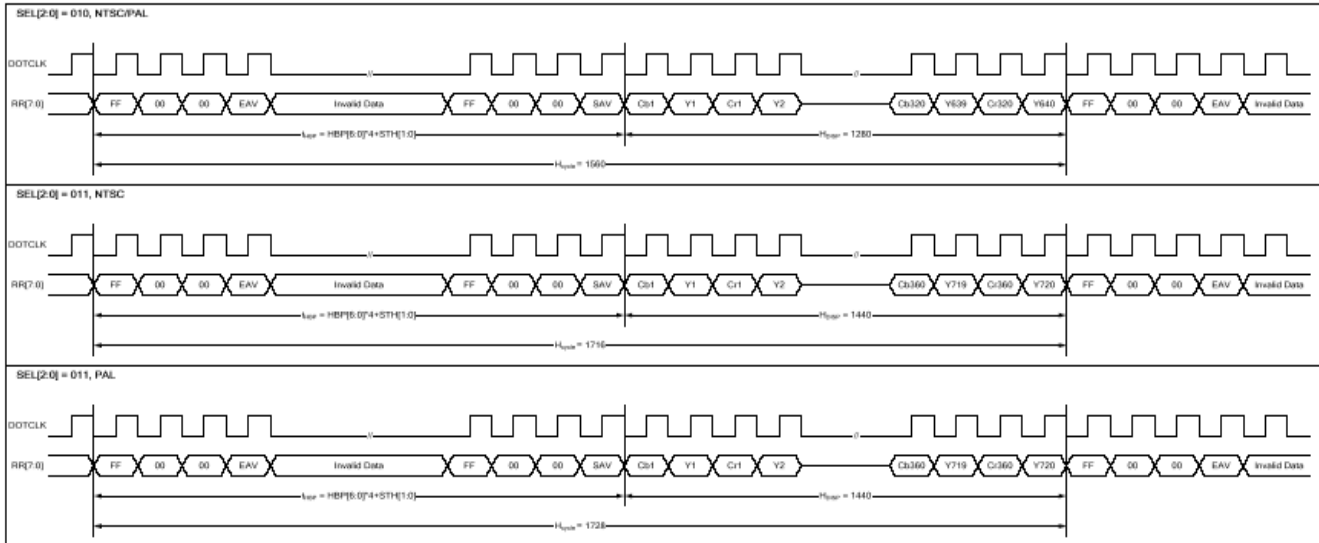 SEL[2:0] = 010, NTSC/PAL
DOTCLK
RR[7:0] FF 00 00 EAV Invalid Data FF 00 00 SAV Cb1 Y1 Cr1 Y2 Cb320 Y639 Cr320 Y640 FF 00 00 EAV Invalid Data
= HBP[6:0]*4+STH[1:0] = 1280
= 1560
SEL[2:0] = 011, NTSC
DOTCLK
RR[7:0] FF 00 00 EAV Invalid Data FF 00 00 SAV Cb1 Y1 Cr1 Y2 Cb360 Y719 Cr360 Y720 FF 00 00 EAV Invalid Data
= HBP[6:0]*4+STH[1:0] = 1440
= 1716
SEL[2:0] = 011, PAL
DOTCLK
RR[7:0] FF 00 00 EAV Invalid Data FF 00 00 SAV Cb1 Y1 Cr1 Y2 Cb360 Y719 Cr360 Y720 FF 00 00 EAV Invalid Data
= HBP[6:0]*4+STH[1:0] = 1440
= 1728